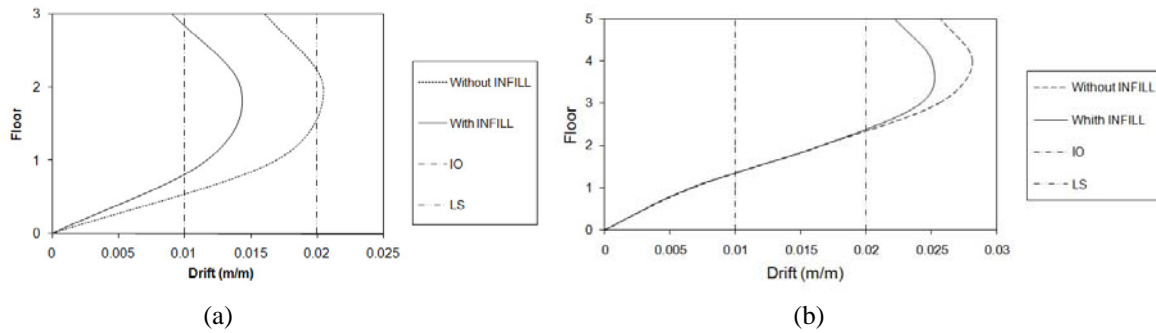 3
2
1
0
Floor
0
0.005
0.01
0.015
0.02
0.025
Drift (m/m)
Without INFILL
With INFILL
IO
LS
(a)
5
4
3
2
1
0
Floor
0
0.005
0.01
0.015
0.02
0.025
0.03
Drift (m/m)
Without INFILL
Whith INFILL
IO
LS
(b)